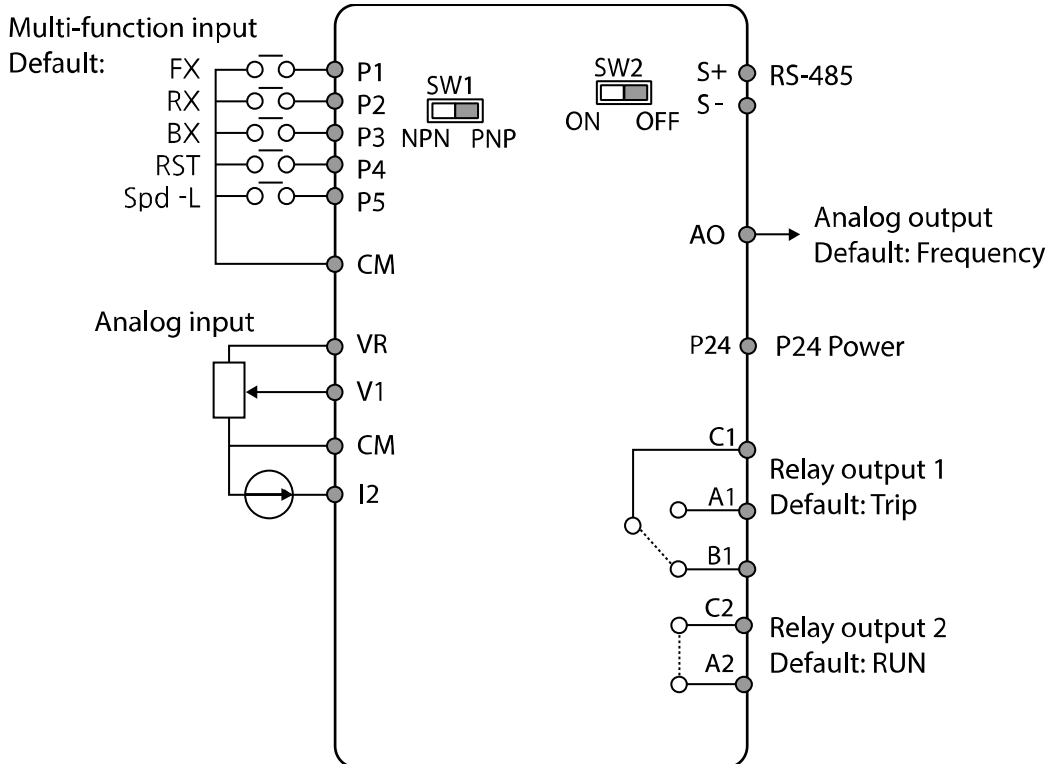 Multi-function input
Default:
FX
RX
BX
RST
Spd -L
P1
P2
P3
P4
P5
CM
SW1
NPN PNP
SW2
ON OFF
S+
S-
RS-485
AO
Analog output
Default: Frequency
Analog input
VR
V1
CM
I2
P24
P24 Power
C1
A1
B1
Relay output 1
Default: Trip
C2
A2
Relay output 2
Default: RUN